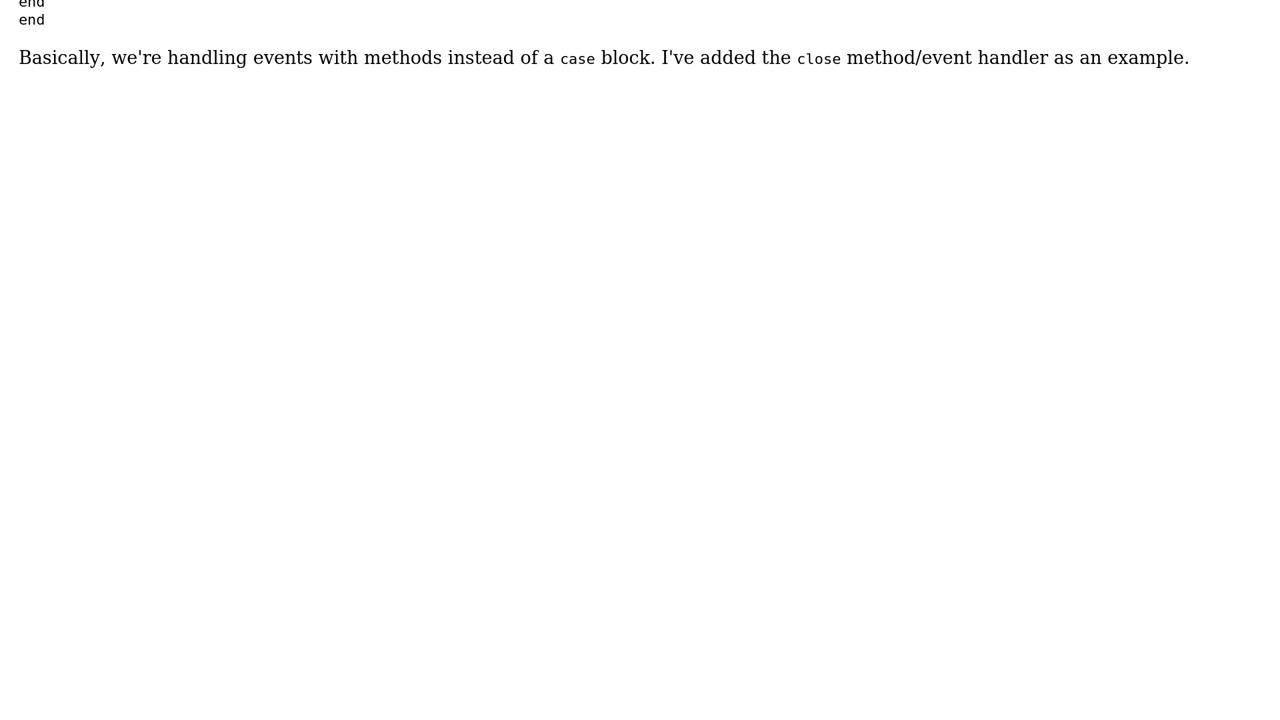 end
end
Basically, we're handling events with methods instead of a case block. I've added the close method/event handler as an example.